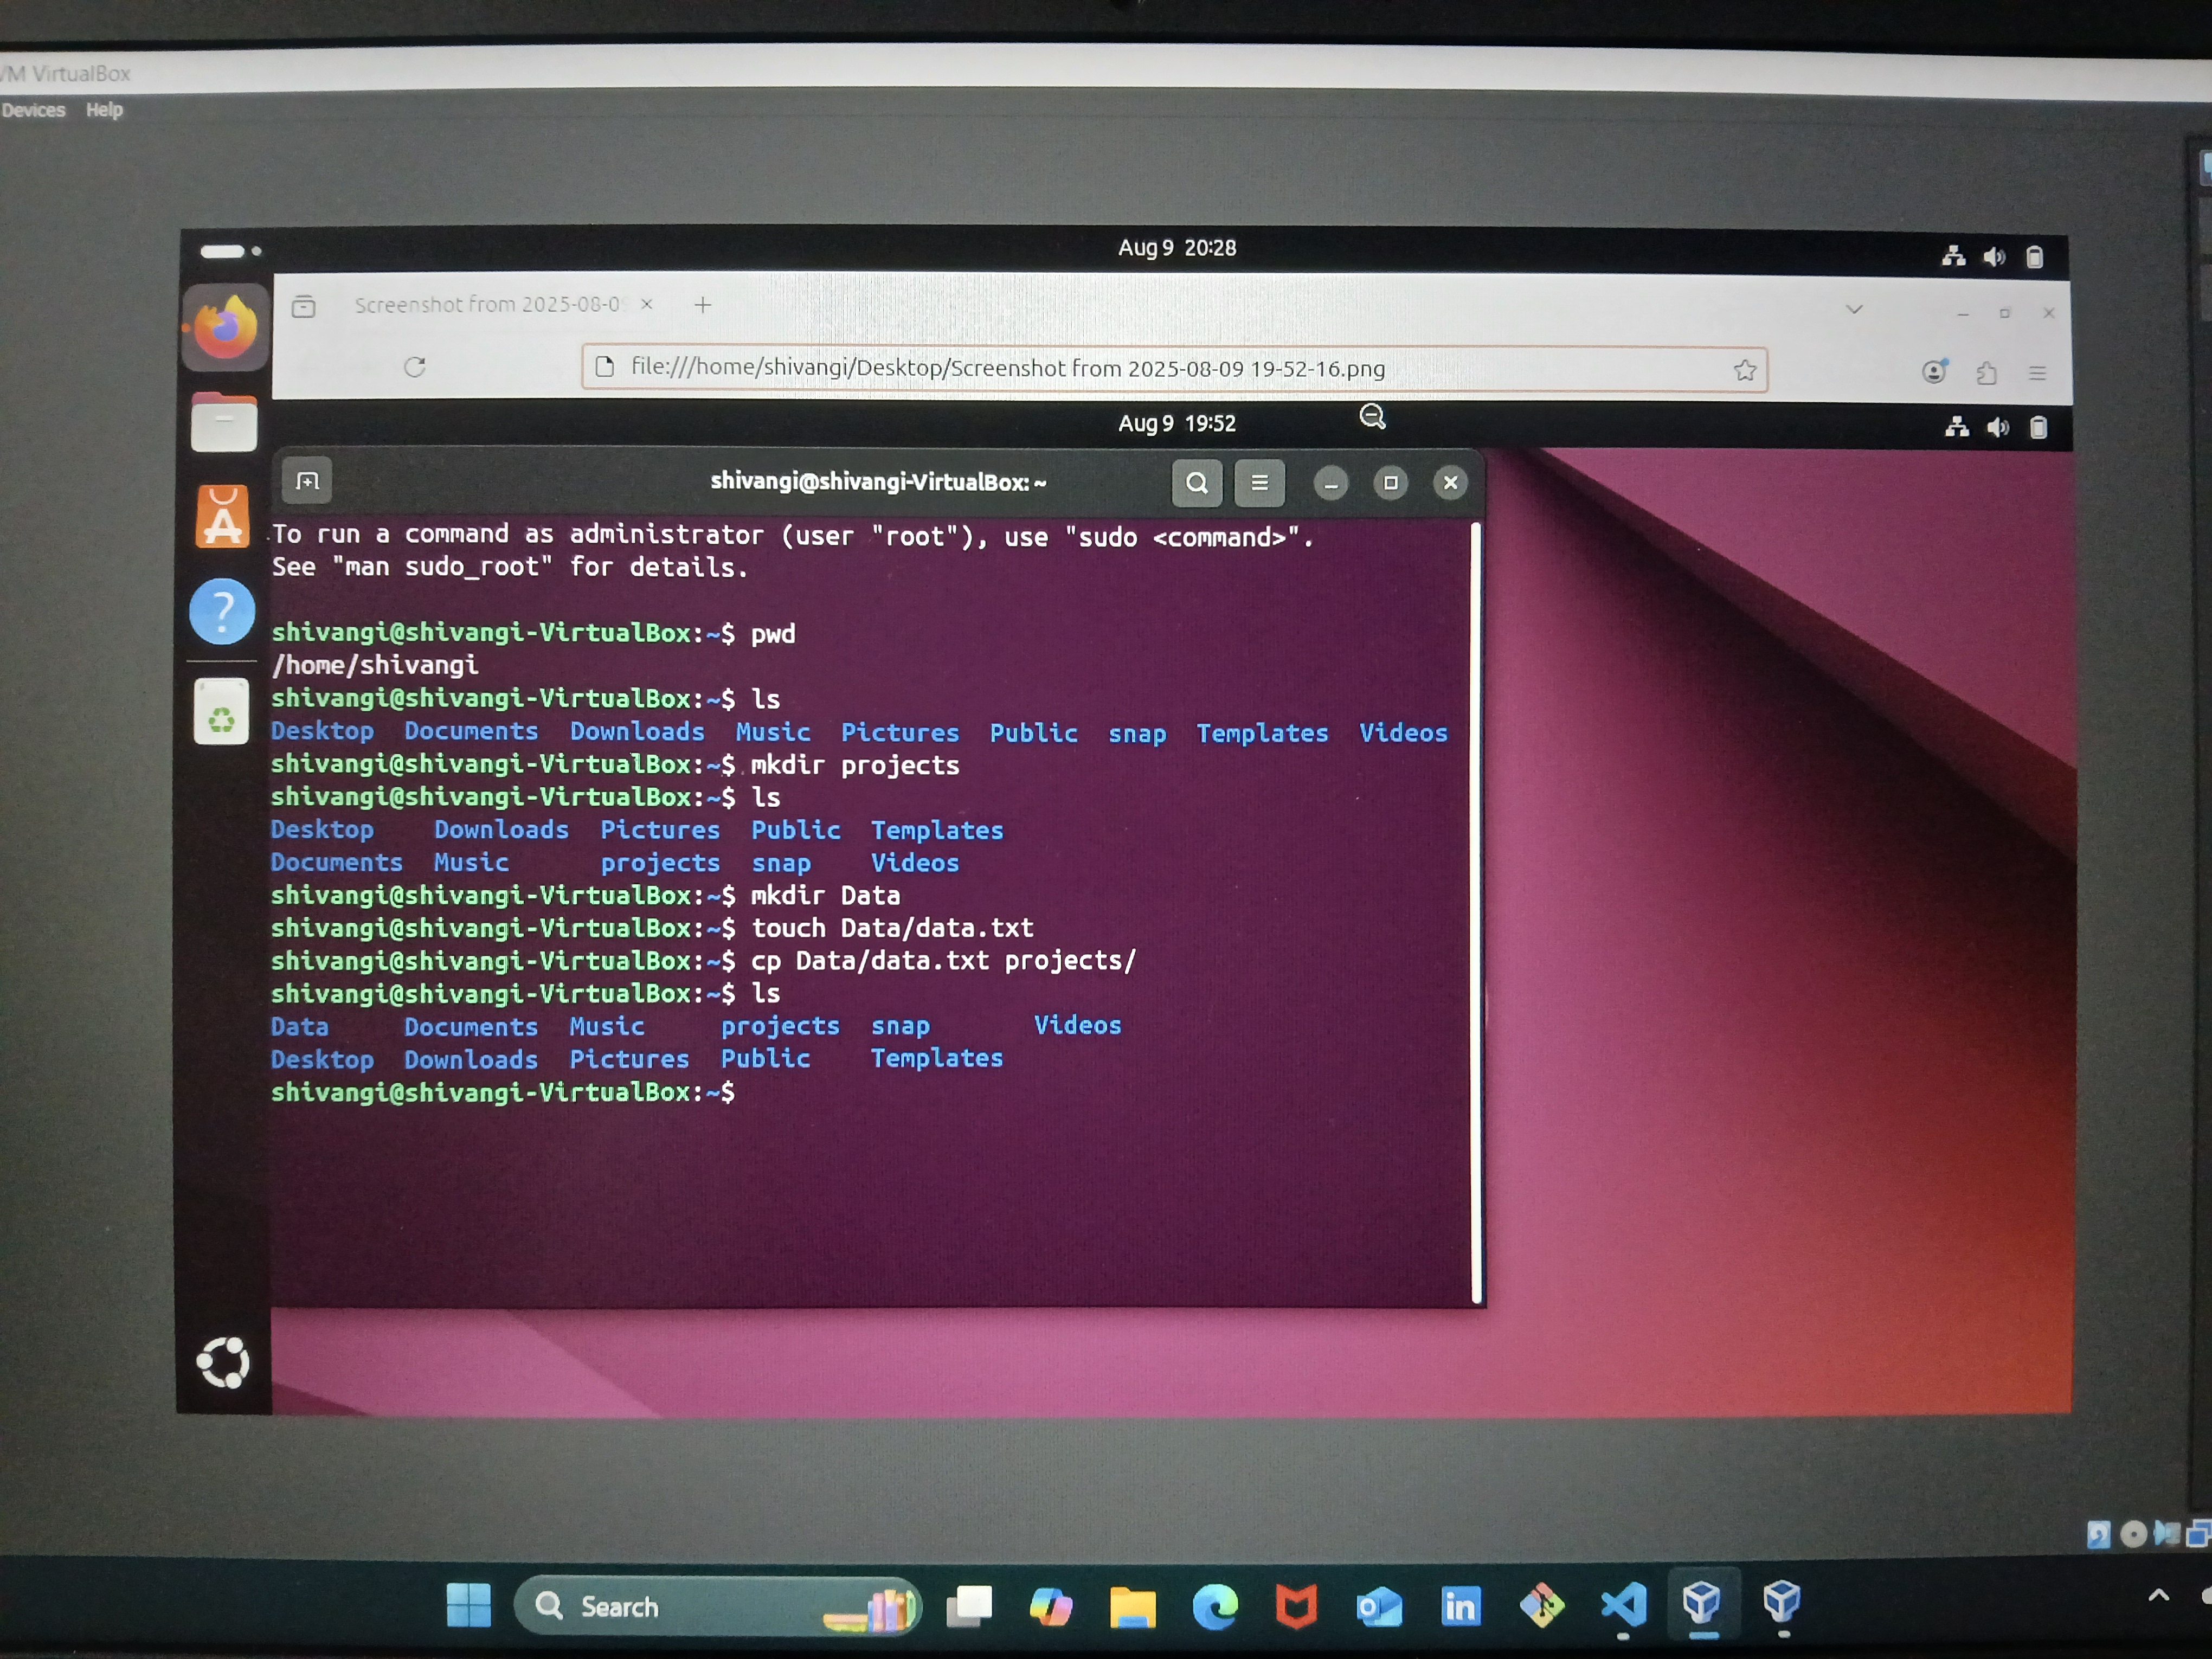 VM VirtualBox
Devices Help
Aug 9 20:28
Screenshot from 2025-08-0
file:///home/shivangi/Desktop/Screenshot from 2025-08-09 19-52-16.png
Aug 9 19:52
shivangi@shivangi-VirtualBox: ~
To run a command as administrator (user "root"), use "sudo <command>".
See "man sudo_root" for details.
shivangi@shivangi-VirtualBox:~$ pwd
/home/shivangi
shivangi@shivangi-VirtualBox:~$ ls
Desktop Documents Downloads Music Pictures Public snap Templates Videos
shivangi@shivangi-VirtualBox:~$ mkdir projects
shivangi@shivangi-VirtualBox:~$ ls
Desktop Downloads Pictures Public Templates
Documents Music projects snap Videos
shivangi@shivangi-VirtualBox:~$ mkdir Data
shivangi@shivangi-VirtualBox:~$ touch Data/data.txt
shivangi@shivangi-VirtualBox:~$ cp Data/data.txt projects/
shivangi@shivangi-VirtualBox:~$ ls
Data Documents Music projects snap Videos
Desktop Downloads Pictures Public Templates
shivangi@shivangi-VirtualBox:~$
Search